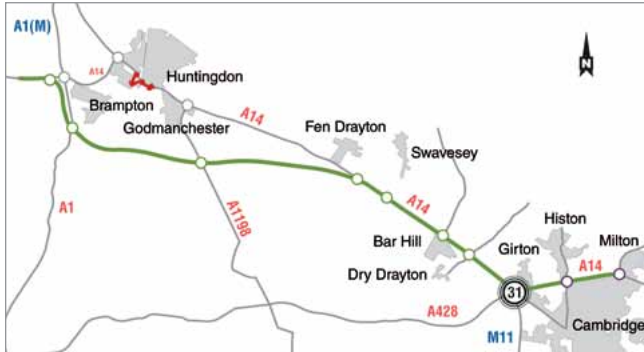 A1(M)
A14
Huntingdon
N
Brampton
A14
Godmanchester
Fen Drayton
Swavesey
A1
A1198
A14
Histon
Bar Hill
Girton
Milton
A14
Dry Drayton
31
A428
Cambridge
M11